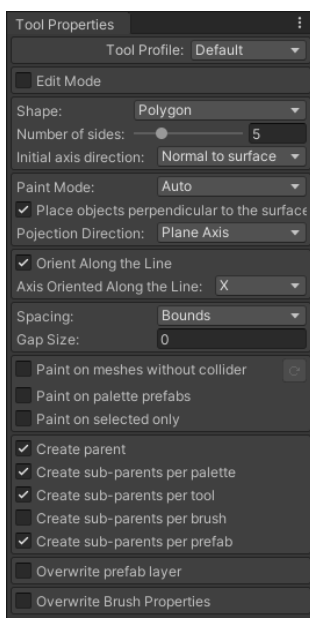 Tool Properties
Tool Profile: Default
Edit Mode
Shape: Polygon
Number of sides: 5
Initial axis direction: Normal to surface
Paint Mode: Auto
Place objects perpendicular to the surface
Pojection Direction: Plane Axis
Orient Along the Line
Axis Oriented Along the Line: X
Spacing: Bounds
Gap Size: 0
Paint on meshes without collider
Paint on palette prefabs
Paint on selected only
Create parent
Create sub-parents per palette
Create sub-parents per tool
Create sub-parents per brush
Create sub-parents per prefab
Overwrite prefab layer
Overwrite Brush Properties